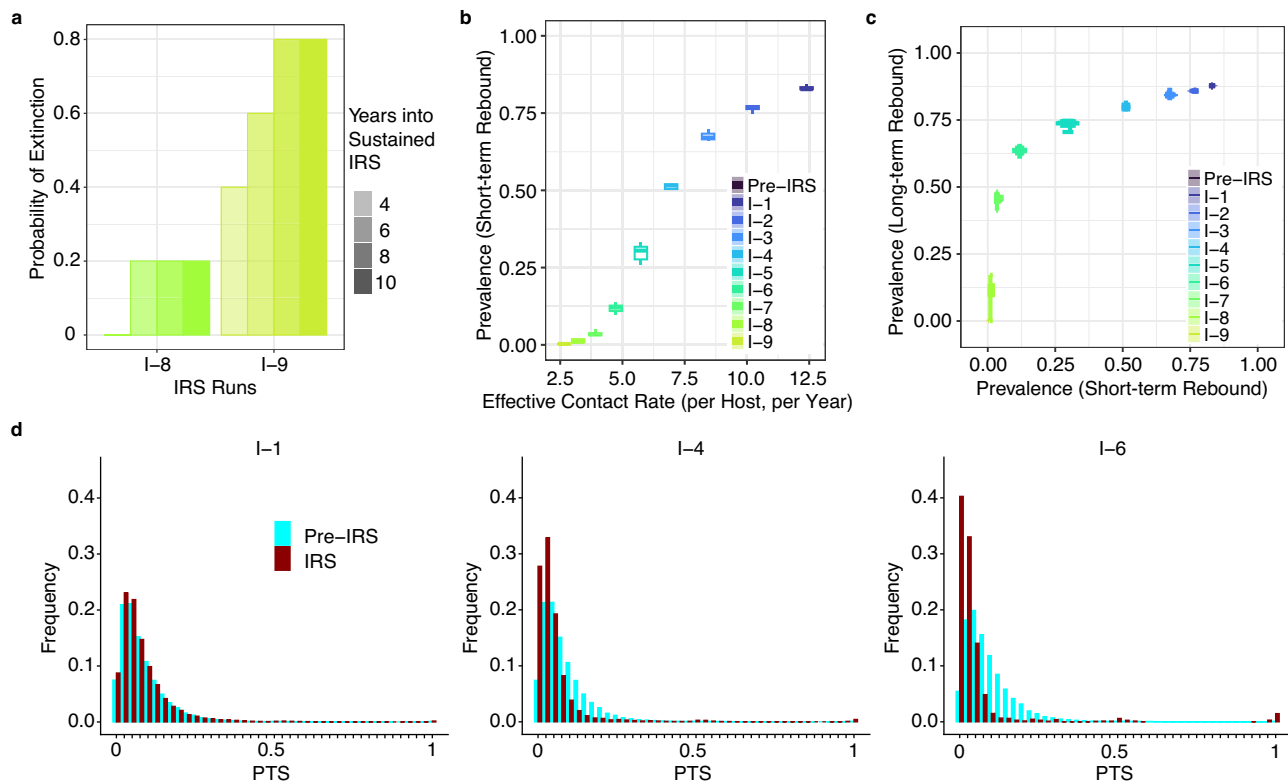 a
Probability of Extinction
0.8
0.6
0.4
0.2
0
I−8
I−9
IRS Runs
Years into
Sustained
IRS
4
6
8
10
b
Prevalence (Short-term Rebound)
1.00
0.75
0.50
0.25
0.00
2.5 5.0 7.5 10.0 12.5
Effective Contact Rate (per Host, per Year)
Pre−IRS
I−1
I−2
I−3
I−4
I−5
I−6
I−7
I−8
I−9
c
Prevalence (Long-term Rebound)
1.00
0.75
0.50
0.25
0.00
0.00 0.25 0.50 0.75 1.00
Prevalence (Short-term Rebound)
Pre−IRS
I−1
I−2
I−3
I−4
I−5
I−6
I−7
I−8
I−9
d
I−1
Frequency
0.4
0.3
0.2
0.1
0.0
0 0.5 1
PTS
Pre−IRS
IRS
I−4
Frequency
0.4
0.3
0.2
0.1
0.0
0 0.5 1
PTS
I−6
Frequency
0.4
0.3
0.2
0.1
0.0
0 0.5 1
PTS